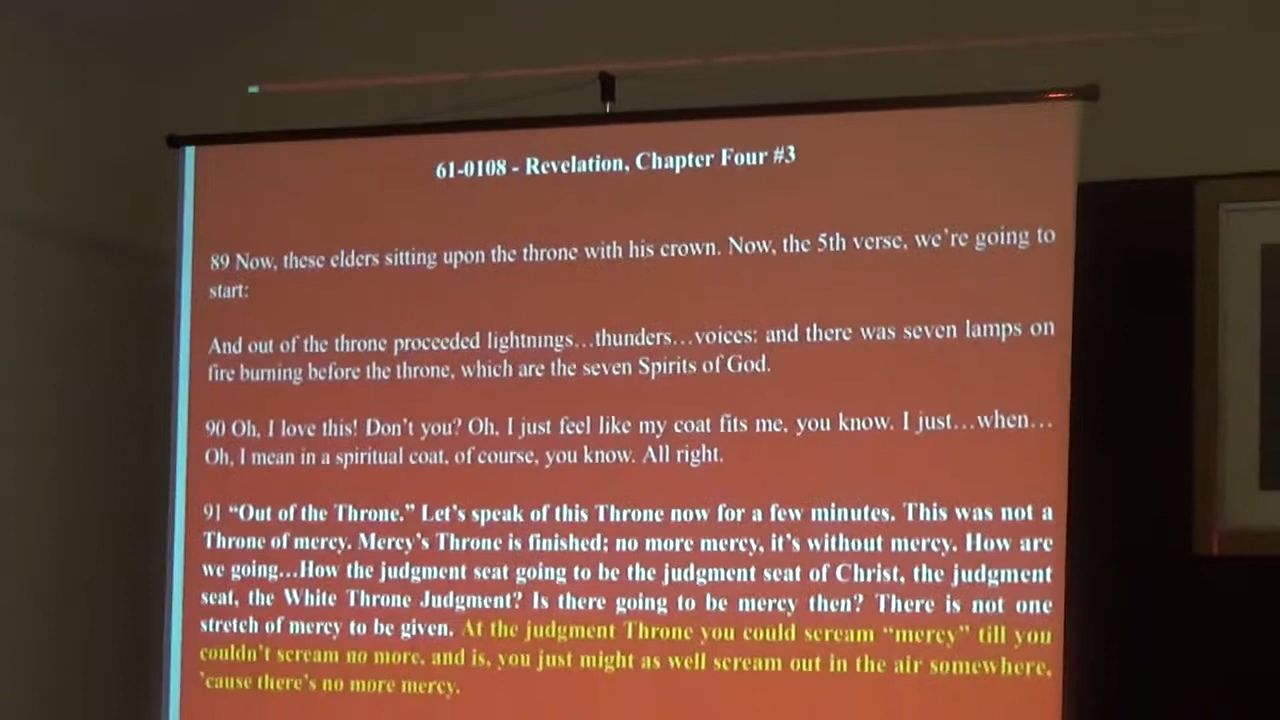 61-0108 - Revelation, Chapter Four #3
89 Now, these elders sitting upon the throne with his crown. Now, the 5th verse, we're going to
start:
And out of the throne proceeded lightnings…thunders…voices: and there was seven lamps on
fire burning before the throne, which are the seven Spirits of God.
90 Oh, I love this! Don't you? Oh, I just feel like my coat fits me, you know. I just…when…
Oh, I mean in a spiritual coat, of course, you know. All right.
91 “Out of the Throne.” Let's speak of this Throne now for a few minutes. This was not a
Throne of mercy. Mercy's Throne is finished; no more mercy, it's without mercy. How are
we going…How the judgment seat going to be the judgment seat of Christ, the judgment
seat, the White Throne Judgment? Is there going to be mercy then? There is not one
stretch of mercy to be given. At the judgment Throne you could scream “mercy” till you
couldn't scream no more, and is, you just might as well scream out in the air somewhere,
'cause there's no more mercy.